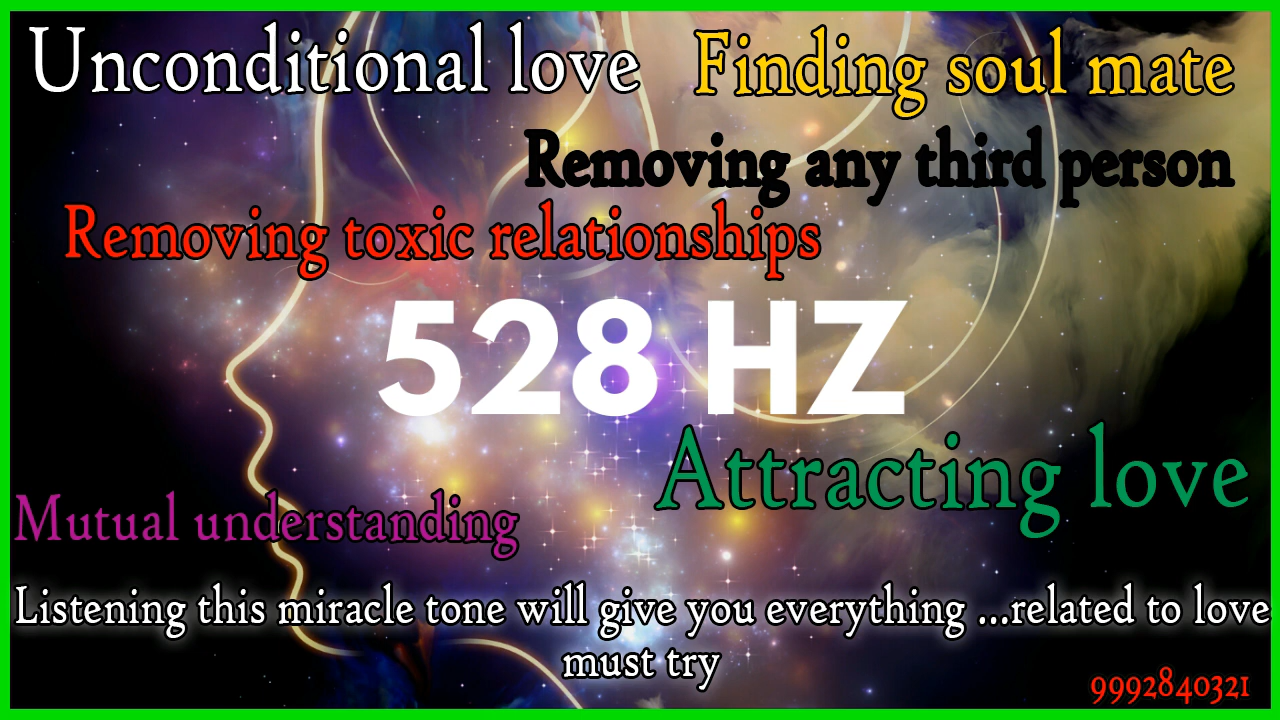 Unconditional love
Finding soul mate
Removing any third person
Removing toxic relationships
528 HZ
Attracting love
Mutual understanding
Listening this miracle tone will give you everything ...related to love
must try
9992840321